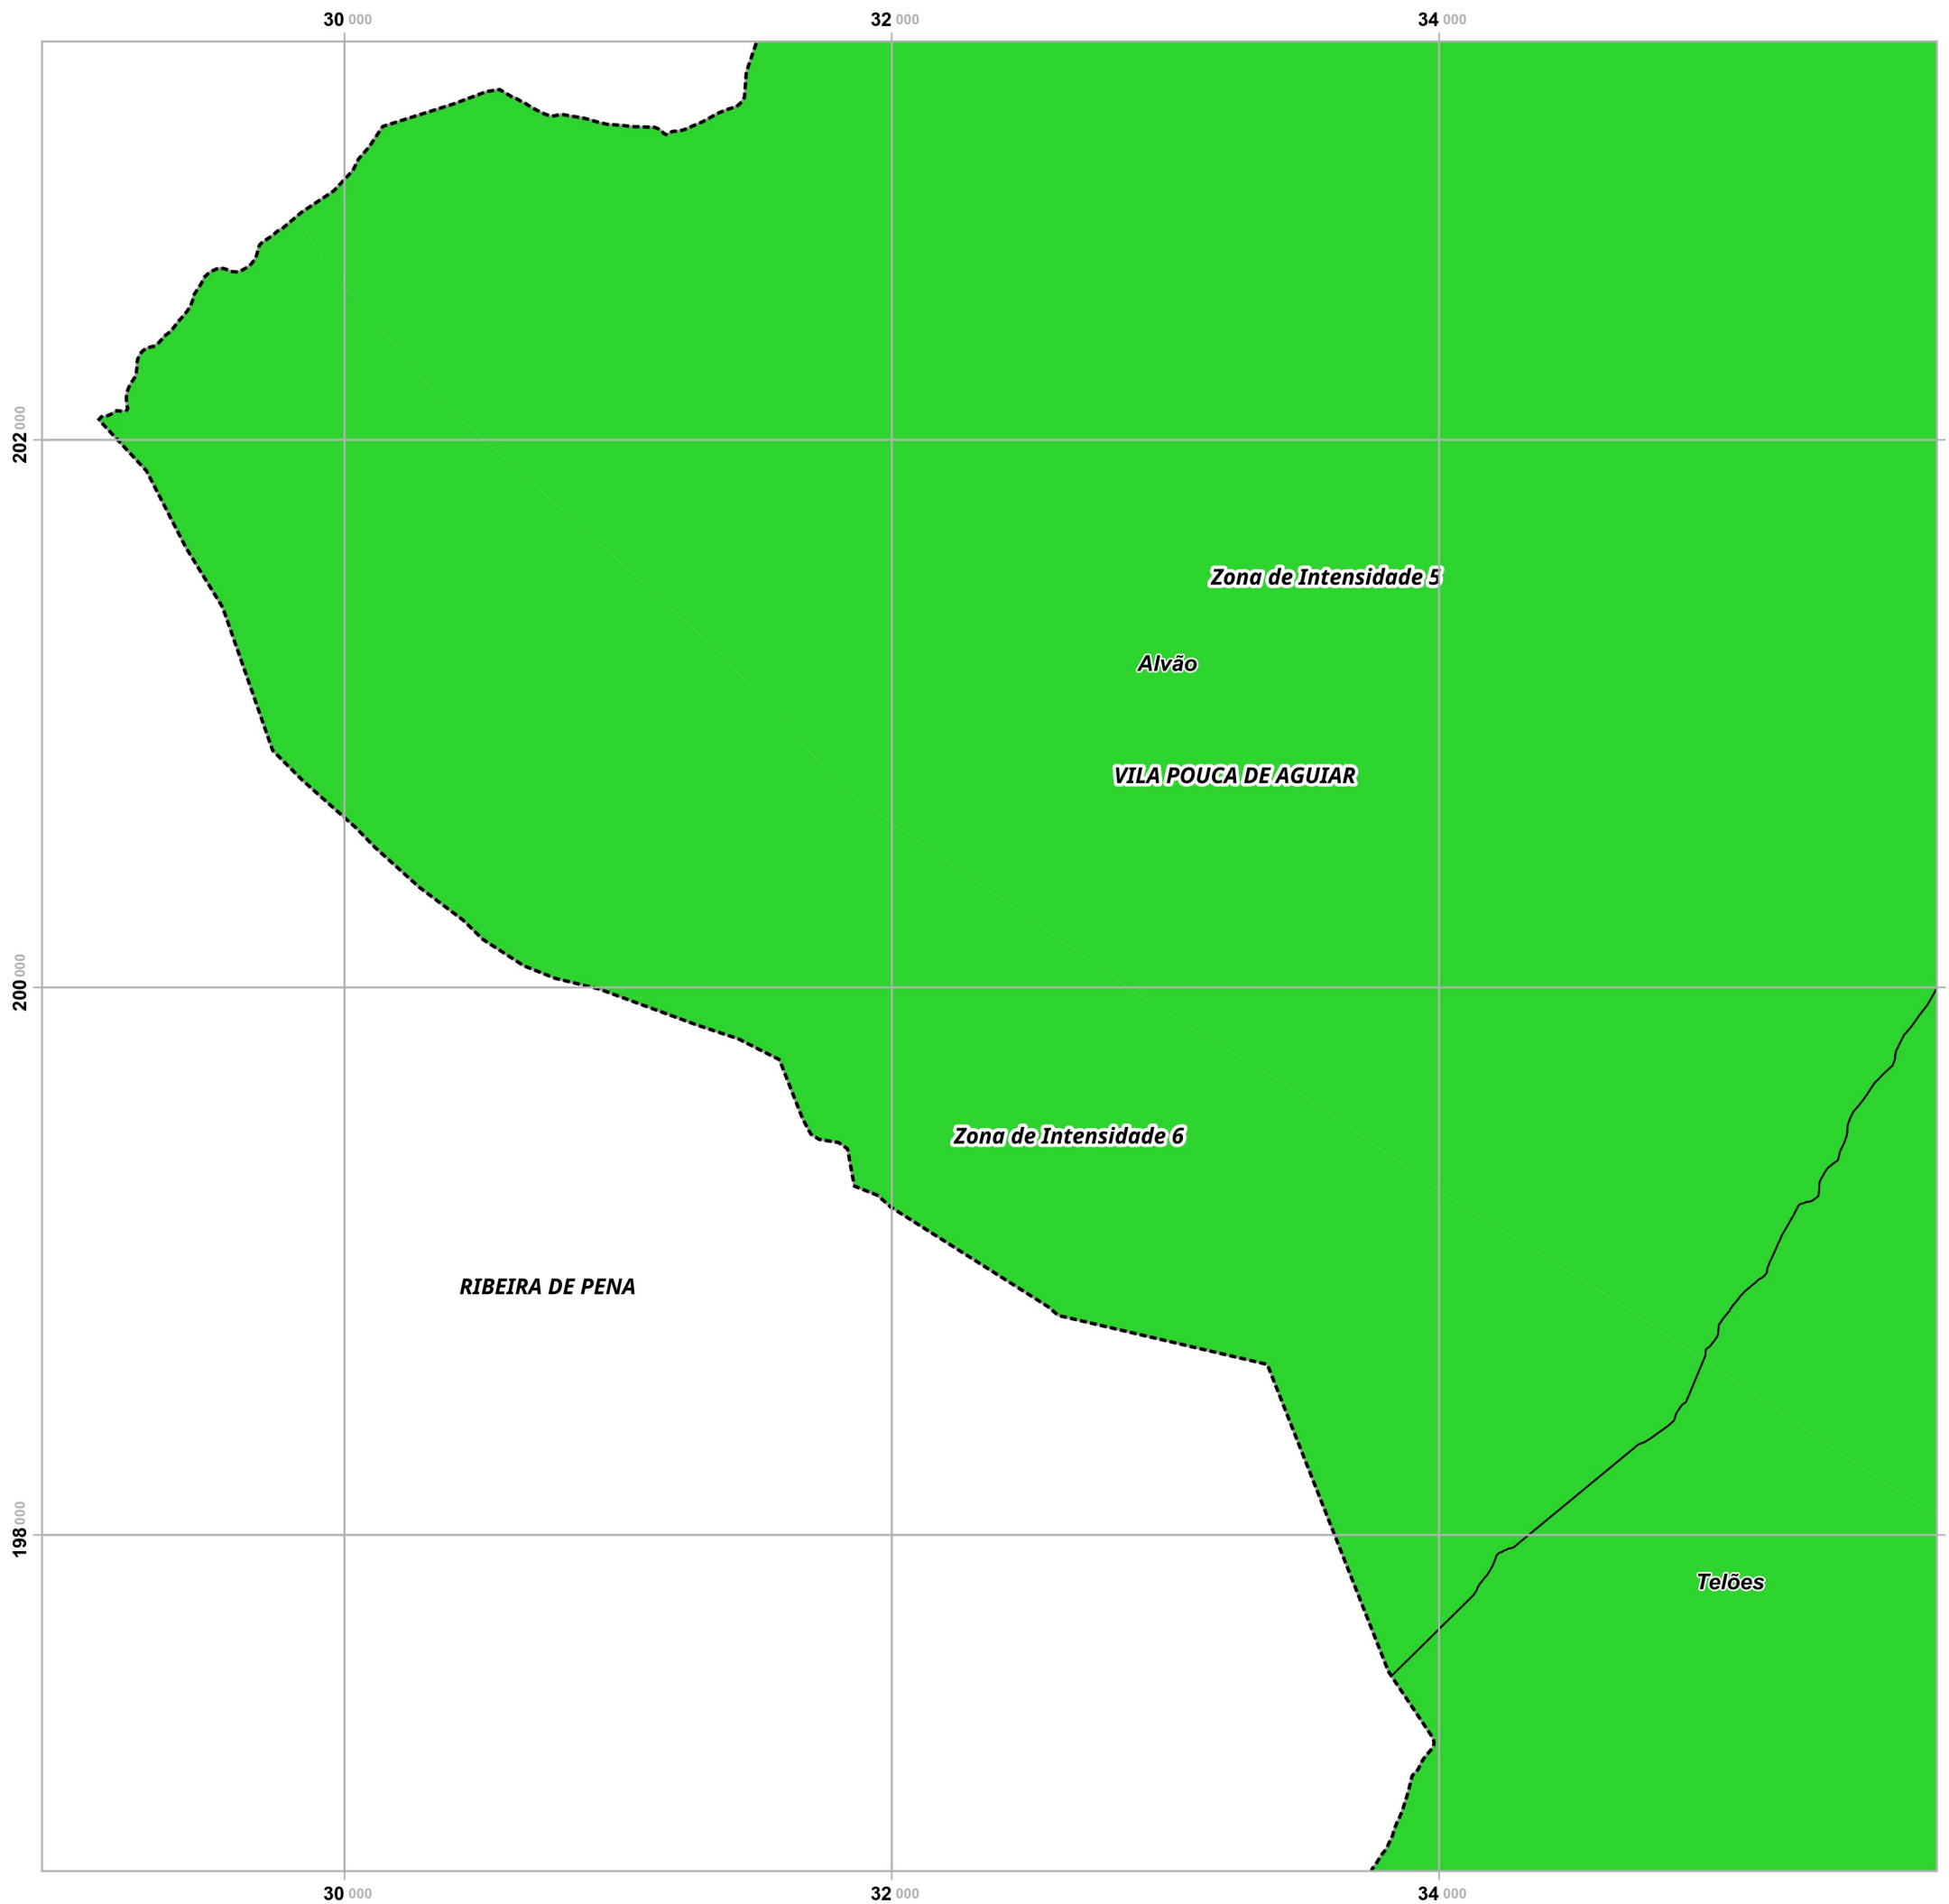 30 000
32 000
34 000
202 000
Zona de Intensidade 5
Alvão
VILA POUCA DE AGUIAR
200 000
Zona de Intensidade 6
RIBEIRA DE PENA
198 000
Telões
30 000
32 000
34 000